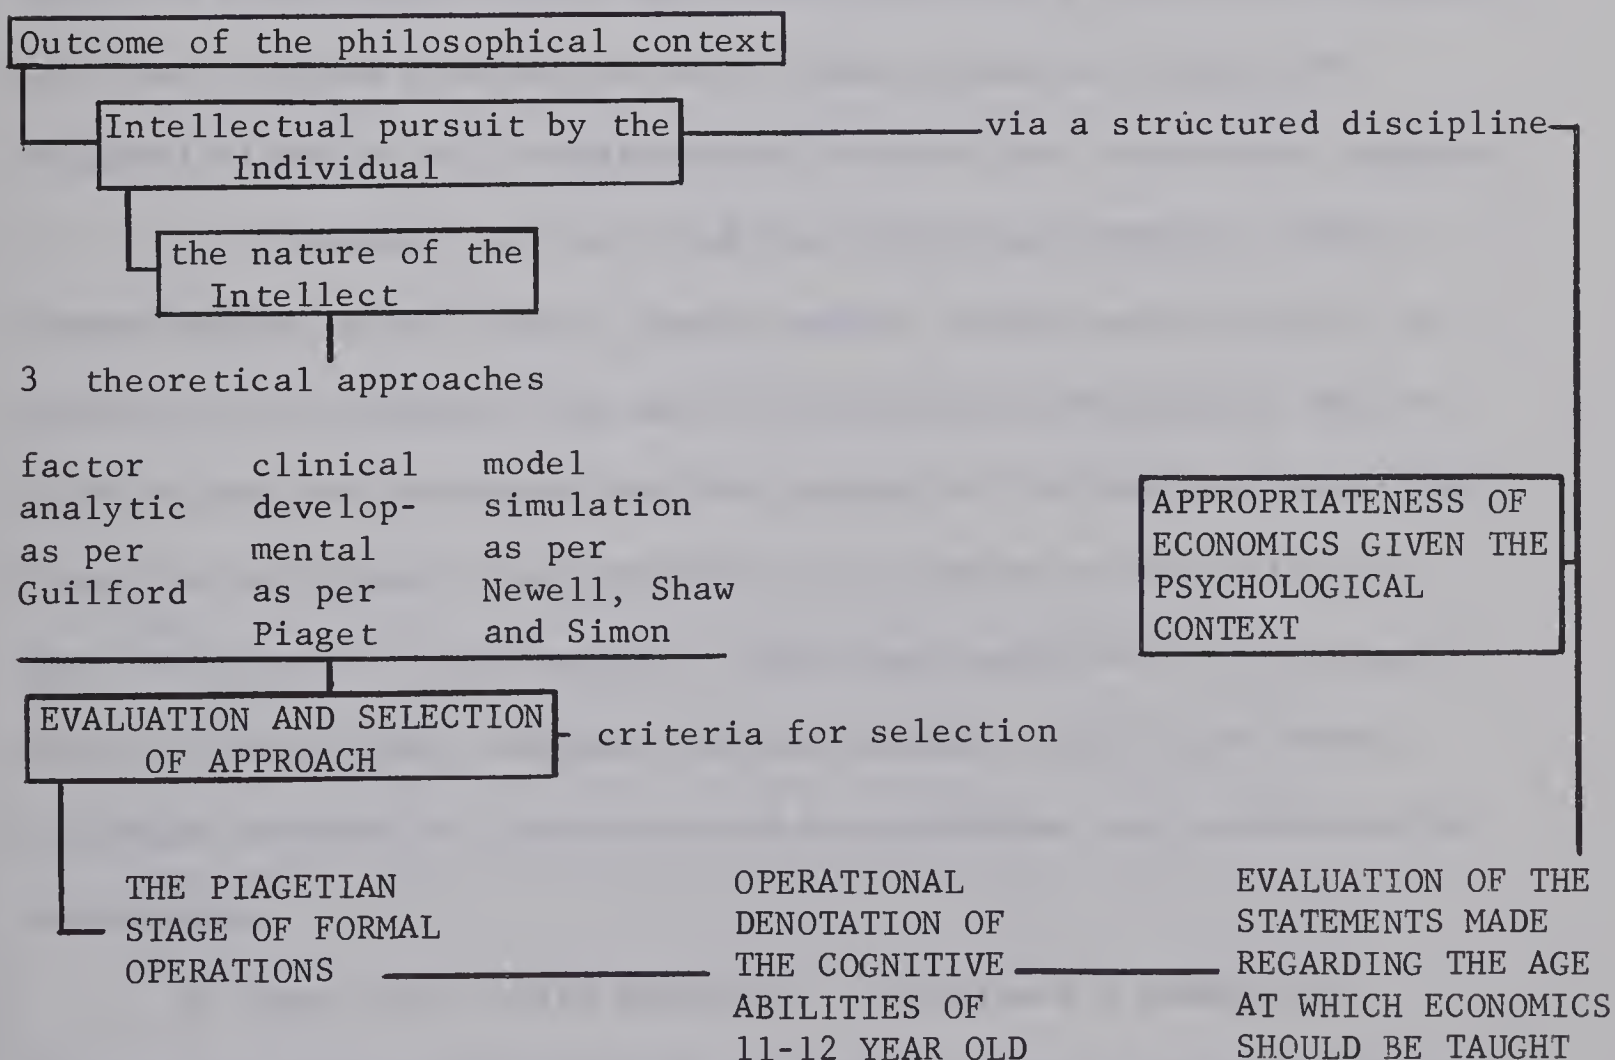 Outcome of the philosophical context
Intellectual pursuit by the
Individual
via a structured discipline
the nature of the
Intellect
3 theoretical approaches
factor
analytic
as per
Guilford
clinical
develop-
mental
as per
Piaget
model
simulation
as per
Newell, Shaw
and Simon
APPROPRIATENESS OF
ECONOMICS GIVEN THE
PSYCHOLOGICAL
CONTEXT
EVALUATION AND SELECTION
OF APPROACH
criteria for selection
THE PIAGETIAN
STAGE OF FORMAL
OPERATIONS
OPERATIONAL
DENOTATION OF
THE COGNITIVE
ABILITIES OF
11-12 YEAR OLD
EVALUATION OF THE
STATEMENTS MADE
REGARDING THE AGE
AT WHICH ECONOMICS
SHOULD BE TAUGHT